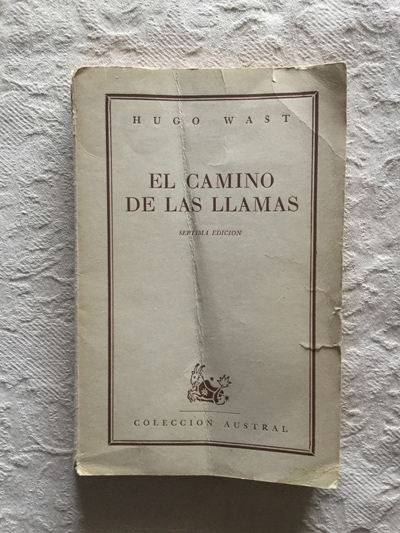 HUGO WAST
EL CAMINO
DE LAS LLAMAS
SEPTIMA EDICION
COLECCION AUSTRAL